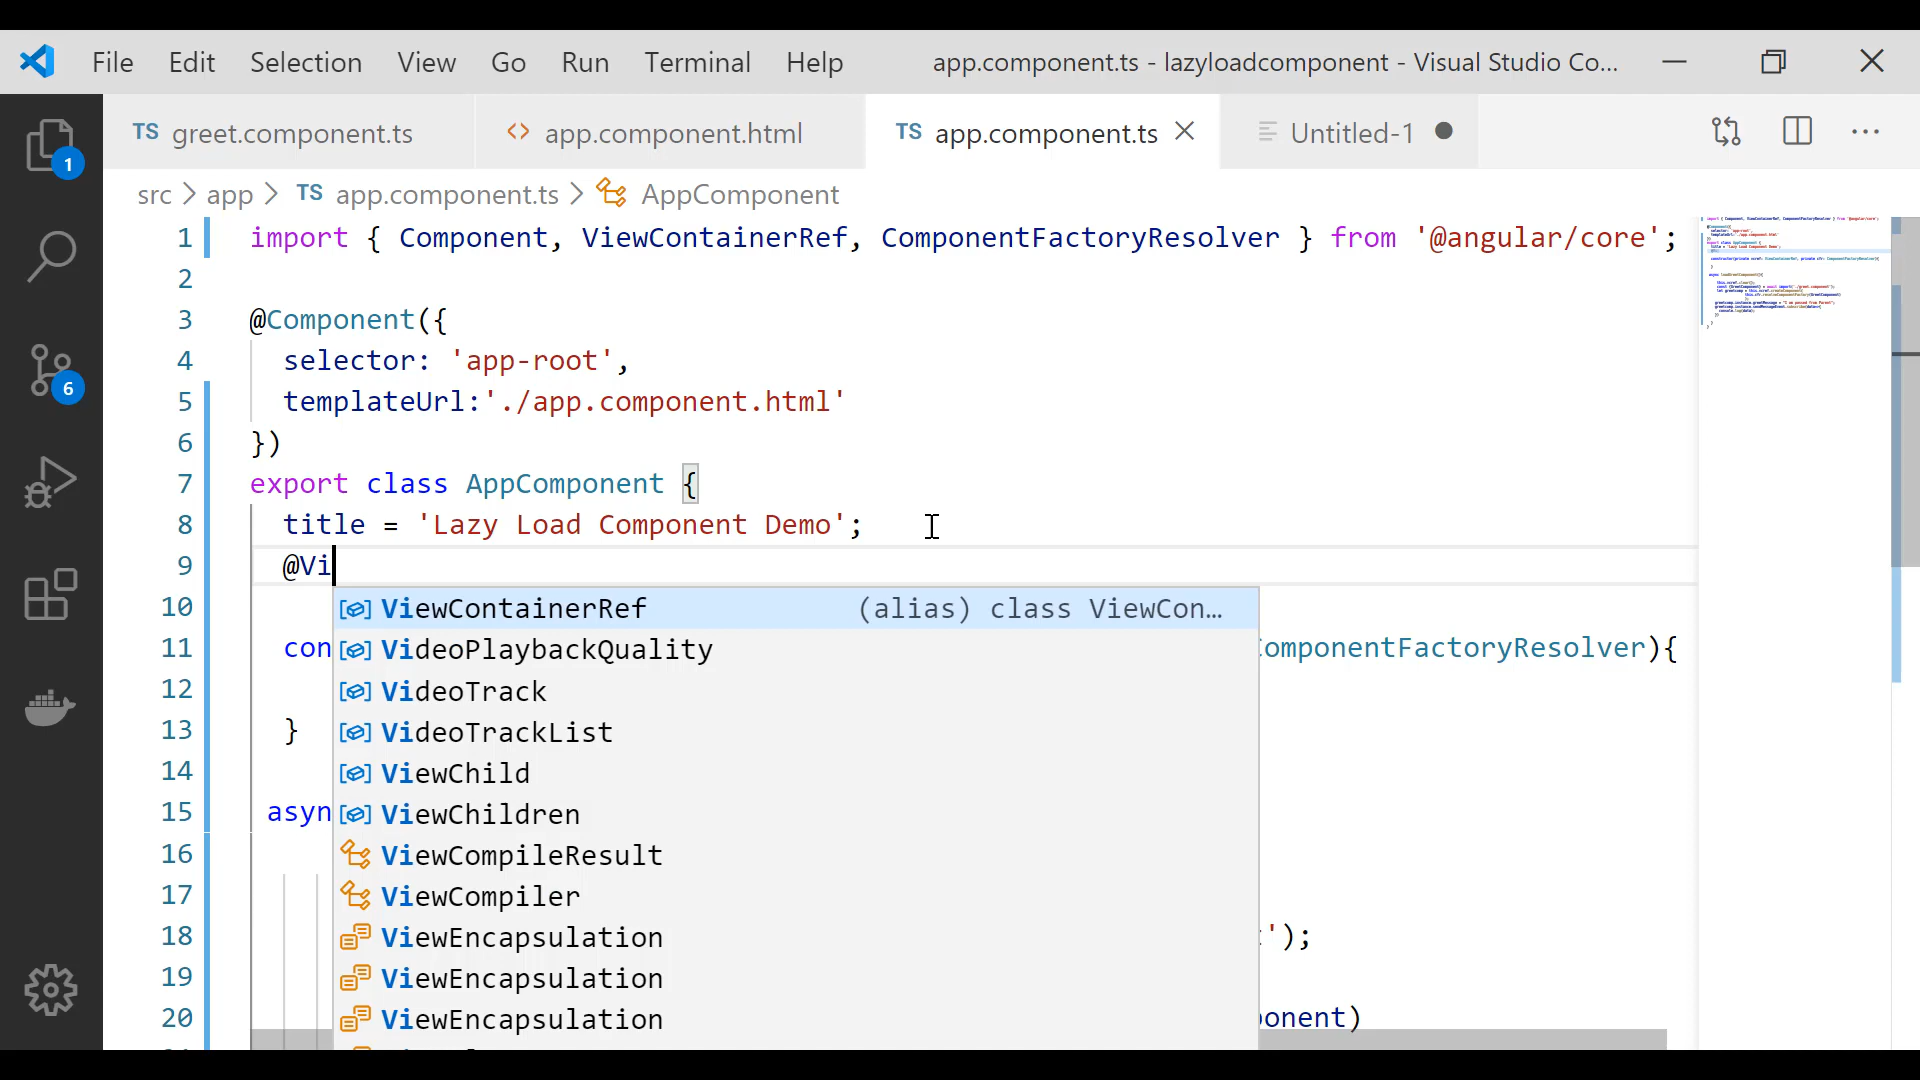 File Edit Selection View Go Run Terminal Help app.component.ts - lazyloadcomponent - Visual Studio Co...
TS greet.component.ts <> app.component.html TS app.component.ts Untitled-1
src > app > TS app.component.ts > AppComponent
1
6
1 import { Component, ViewContainerRef, ComponentFactoryResolver } from '@angular/core';
2
3 @Component({
4 selector: 'app-root',
5 templateUrl:'./app.component.html'
6 })
7 export class AppComponent {
8 title = 'Lazy Load Component Demo';
9 @Vi
10 ViewContainerRef (alias) class ViewCon...
11 con VideoPlaybackQuality omponentFactoryResolver){
12 VideoTrack
13 } VideoTrackList
14 ViewChild
15 asyn ViewChildren
16 ViewCompileResult
17 ViewCompiler
18 ViewEncapsulation ');
19 ViewEncapsulation
20 ViewEncapsulation onent)